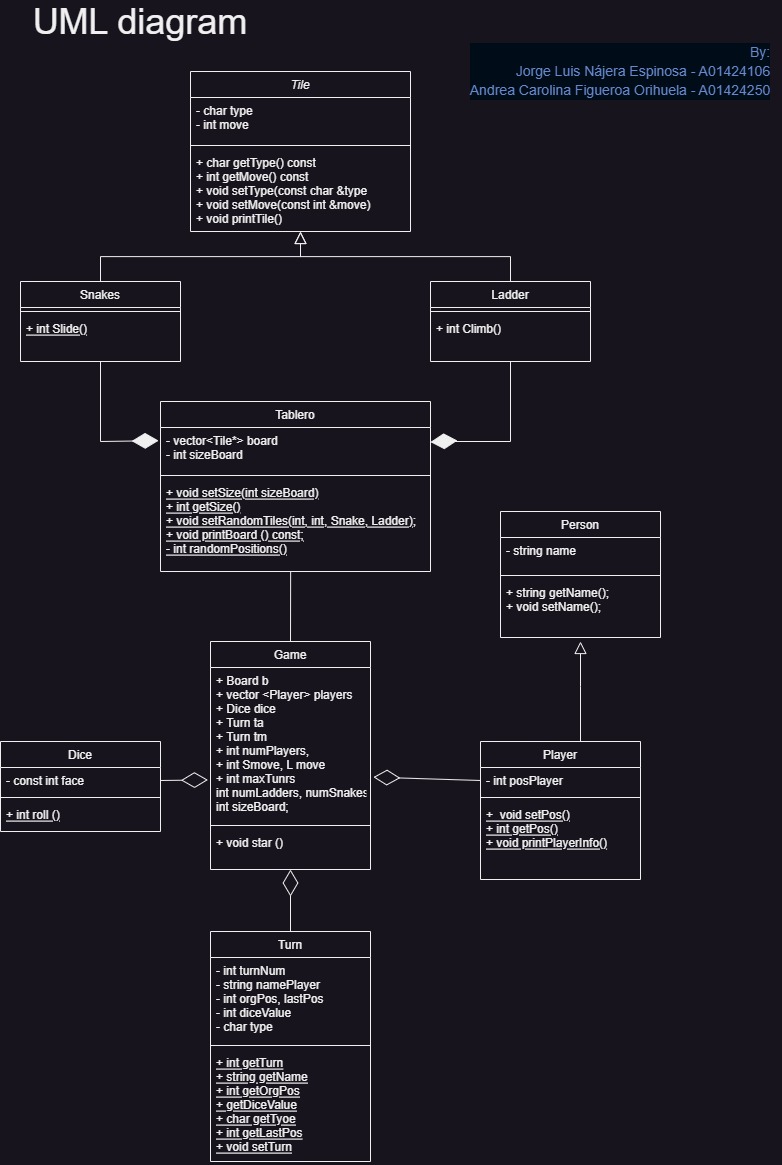 UML diagram
By:
Jorge Luis Nájera Espinosa - A01424106
Andrea Carolina Figueroa Orihuela - A01424250
Tile
- char type
- int move
+ char getType() const
+ int getMove() const
+ void setType(const char &type
+ void setMove(const int &move)
+ void printTile()
Snakes
+ int Slide()
Ladder
+ int Climb()
Tablero
- vector<Tile*> board
- int sizeBoard
+ void setSize(int sizeBoard)
+ int getSize()
+ void setRandomTiles(int, int, Snake, Ladder);
+ void printBoard () const;
- int randomPositions()
Person
- string name
+ string getName();
+ void setName();
Game
+ Board b
+ vector <Player> players
+ Dice dice
+ Turn ta
+ Turn tm
+ int numPlayers,
+ int Smove, L move
+ int maxTunrs
int numLadders, numSnakes
int sizeBoard;
+ void star ()
Dice
- const int face
+ int roll ()
Player
- int posPlayer
+  void setPos()
+ int getPos()
+ void printPlayerInfo()
Turn
- int turnNum
- string namePlayer
- int orgPos, lastPos
- int diceValue
- char type
+ int getTurn
+ string getName
+ int getOrgPos
+ getDiceValue
+ char getTyoe
+ int getLastPos
+ void setTurn